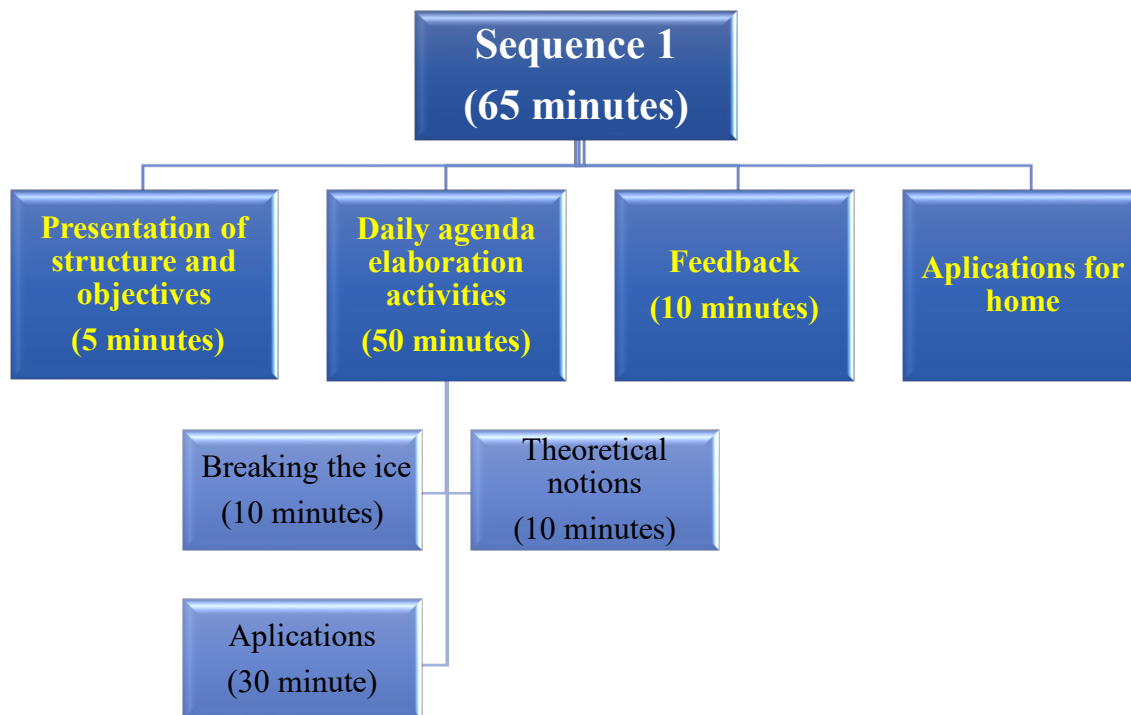 Sequence 1
(65 minutes)
Presentation of
structure and
objectives
(5 minutes)
Daily agenda
elaboration
activities
(50 minutes)
Feedback
(10 minutes)
Aplications for
home
Breaking the ice
(10 minutes)
Theoretical
notions
(10 minutes)
Aplications
(30 minute)